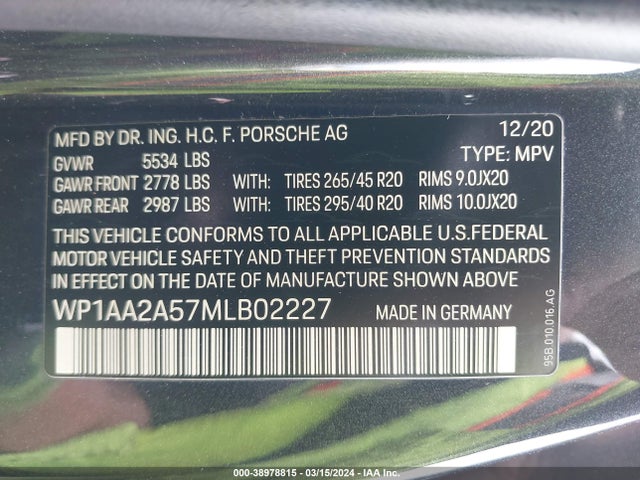 MFD BY DR. ING. H.C. F. PORSCHE AG 12/20
GVWR 5534 LBS TYPE: MPV
GAWR FRONT 2778 LBS WITH: TIRES 265/45 R20 RIMS 9.0JX20
GAWR REAR 2987 LBS WITH: TIRES 295/40 R20 RIMS 10.0JX20
THIS VEHICLE CONFORMS TO ALL APPLICABLE U.S.FEDERAL
MOTOR VEHICLE SAFETY AND THEFT PREVENTION STANDARDS
IN EFFECT ON THE DATE OF MANUFACTURE SHOWN ABOVE
WP1AA2A57MLB02227 MADE IN GERMANY
95B.010.016.AG
000-38978815 - 03/15/2024 - IAA Inc.